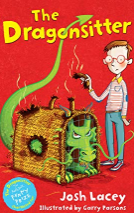 The
Dragonsitter
Josh Lacey
Illustrated by Garry Parsons